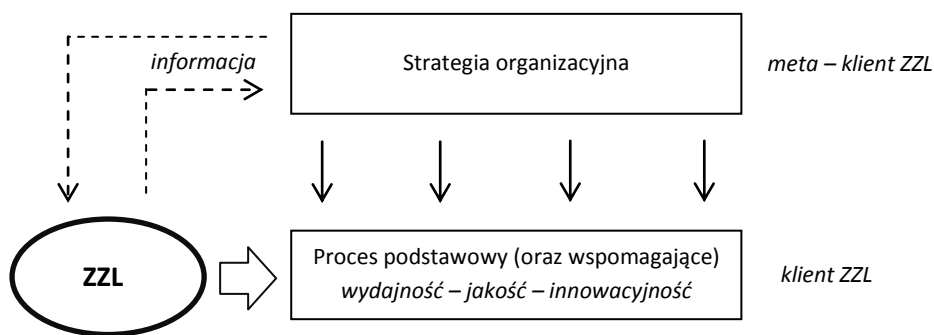 informacja
Strategia organizacyjna
meta – klient ZZL
ZZL
Proces podstawowy (oraz wspomagające)
wydajność – jakość – innowacyjność
klient ZZL